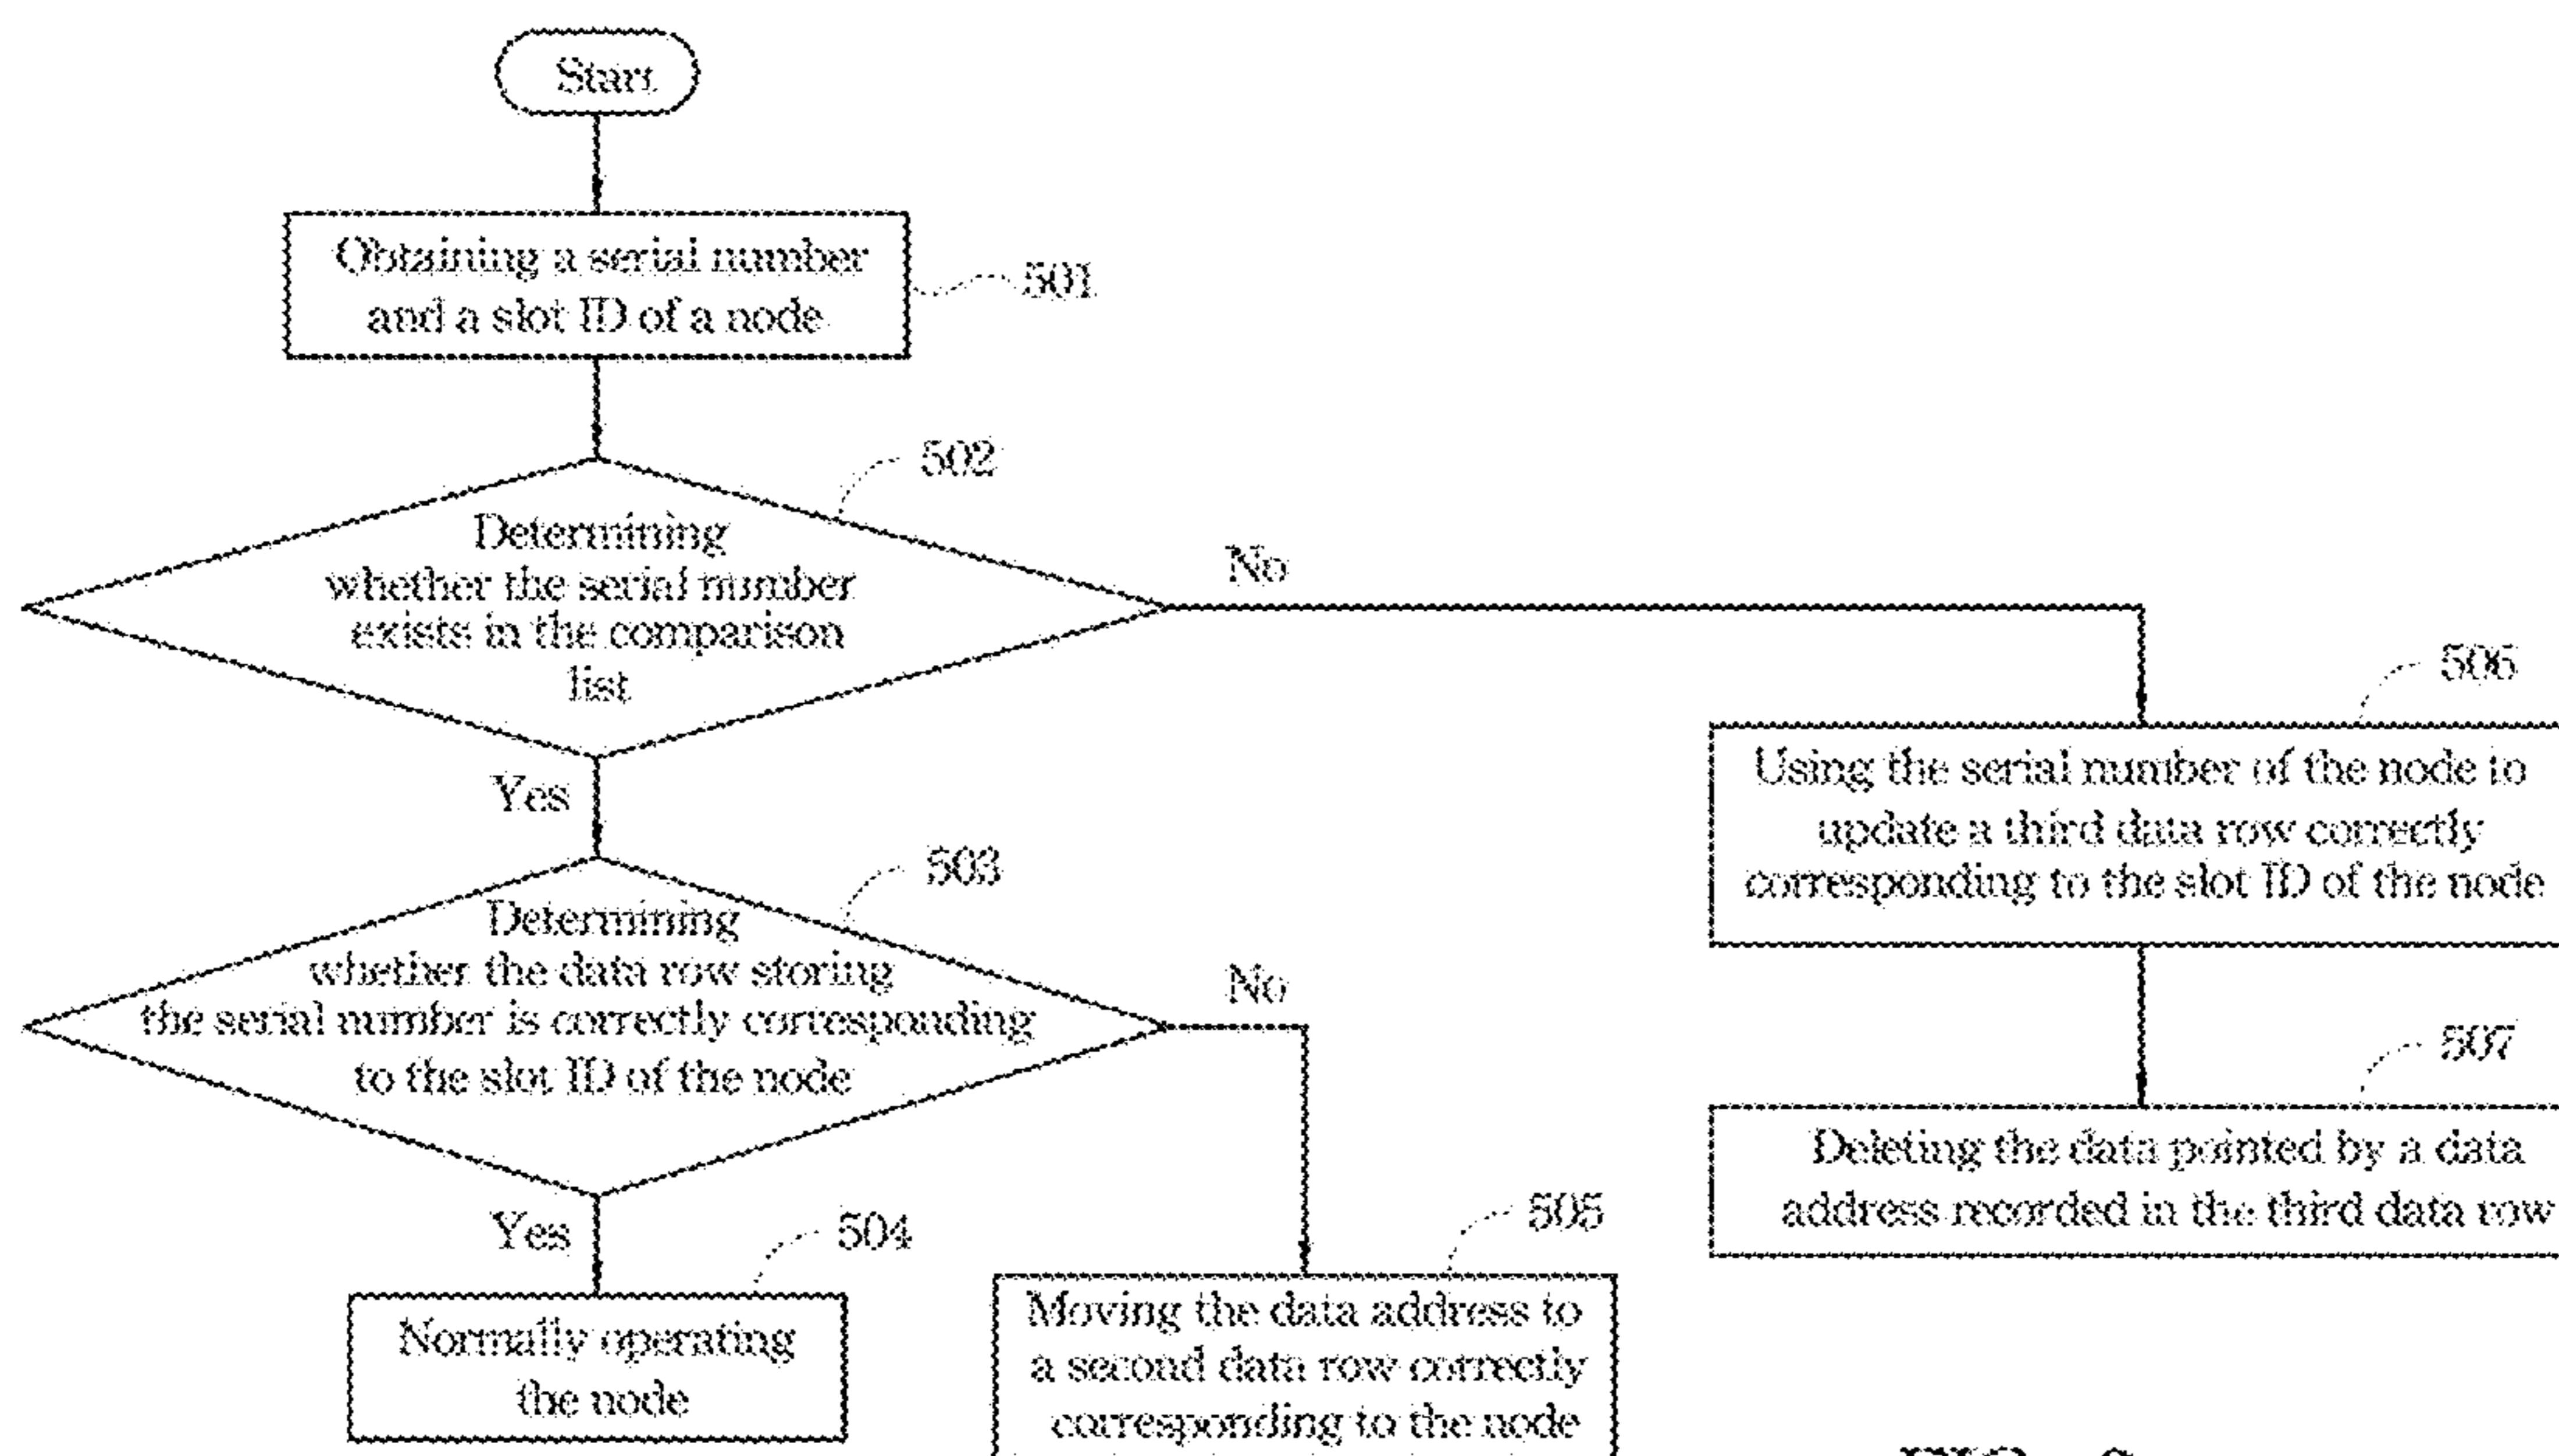 Start
Obtaining a serial number
and a slot ID of a node
501
502
Determining
whether the serial number
exists in the comparison
list
No
Yes
506
Using the serial number of the node to
update a third data row correctly
corresponding to the slot ID of the node
503
Determining
whether the data row storing
the serial number is correctly corresponding
to the slot ID of the node
No
Yes
507
Deleting the data pointed by a data
address recorded in the third data row
504
Normally operating
the node
505
Moving the data address to
a second data row correctly
corresponding to the node